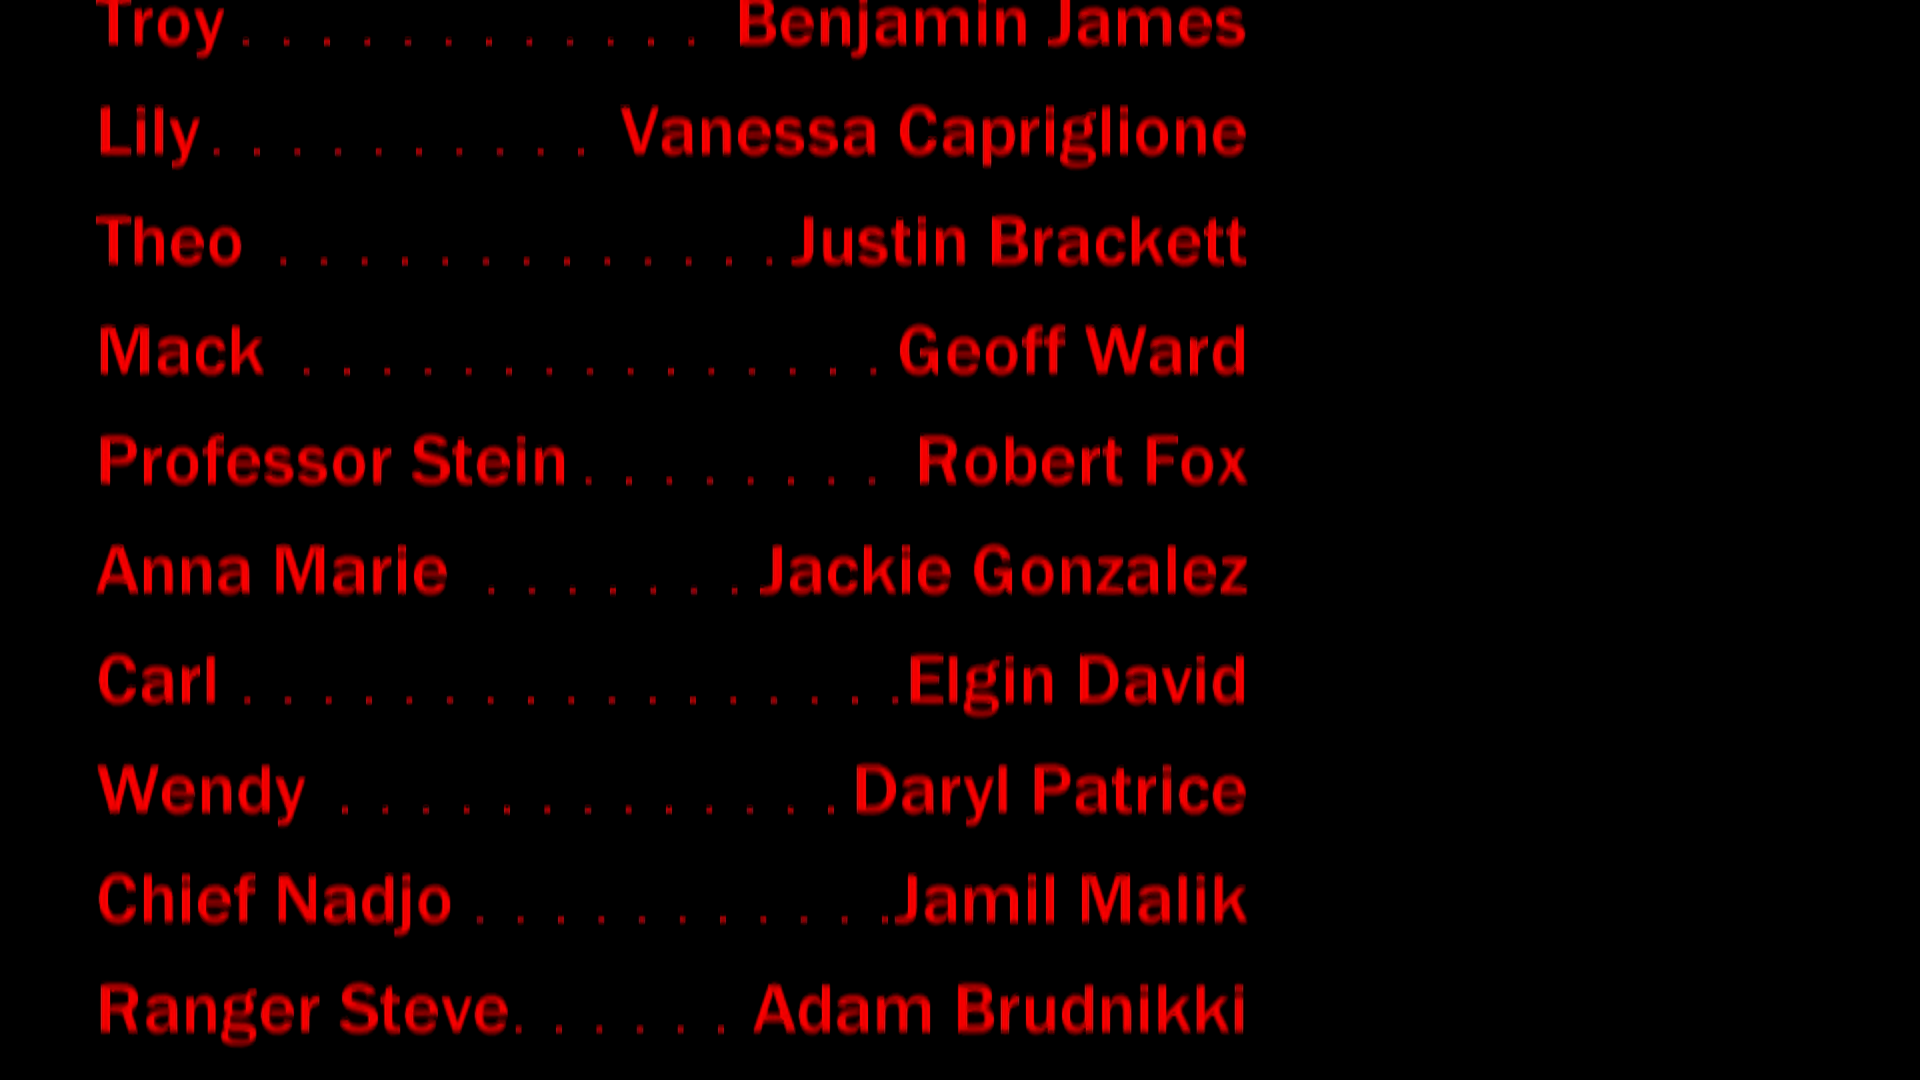 Troy . . . . . . . . . . . . Benjamin James
Lily . . . . . . . . . . Vanessa Capriglione
Theo . . . . . . . . . . . . . Justin Brackett
Mack . . . . . . . . . . . . . . . Geoff Ward
Professor Stein . . . . . . . . Robert Fox
Anna Marie . . . . . . . Jackie Gonzalez
Carl . . . . . . . . . . . . . . . . . Elgin David
Wendy . . . . . . . . . . . . . Daryl Patrice
Chief Nadjo . . . . . . . . . . . Jamil Malik
Ranger Steve . . . . . . Adam Brudnikki